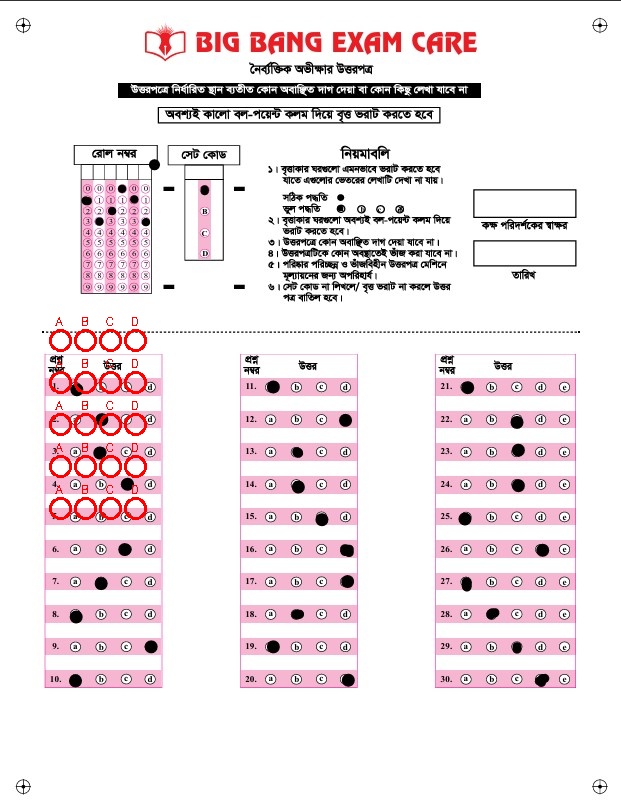 BIG BANG EXAM CARE
নৈর্ব্যক্তিক অভীক্ষার উত্তরপত্র
উত্তরপত্রে নির্ধারিত স্থান ব্যতীত কোন অবাঞ্ছিত দাগ দেয়া বা কোন কিছু লেখা যাবে না
অবশ্যই কালো বল-পয়েন্ট কলম দিয়ে বৃত্ত ভরাট করতে হবে
রোল নম্বর
0 0 0 0 0
1 1 1 1
2 2 2 2 2
3 3 3 3
4 4 4 4 4 4
5 5 5 5 5 5
6 6 6 6 6 6
7 7 7 7 7 7
8 8 8 8 8 8
9 9 9 9 9 9
সেট কোড
B
C
D
নিয়মাবলি
১। বৃত্তাকার ঘরগুলো এমনভাবে ভরাট করতে হবে
যাতে এগুলোর ভেতরের লেখাটি দেখা না যায়।
সঠিক পদ্ধতি
ভুল পদ্ধতি
২। বৃত্তাকার ঘরগুলো অবশ্যই বল-পয়েন্ট কলম দিয়ে
ভরাট করতে হবে।
৩। উত্তরপত্রে কোন অবাঞ্ছিত দাগ দেয়া যাবে না।
৪। উত্তরপত্রটিকে কোন অবস্থাতেই ভাঁজ করা যাবে না।
৫। পরিষ্কার পরিচ্ছন্ন ও ভাঁজবিহীন উত্তরপত্র মেশিনে
মূল্যায়নের জন্য অপরিহার্য।
৬। সেট কোড না লিখলে/ বৃত্ত ভরাট না করলে উত্তর
পত্র বাতিল হবে।
কক্ষ পরিদর্শকের স্বাক্ষর
তারিখ
A B C D
প্রশ্ন নম্বর উত্তর
A B C D
1. d
A B C D
2. a c d
3. a c d
A B C D
4. a b d
A B C D
5. a b c d
6. a b d
7. a c d
8. b c d
9. a b c
10. b c d
প্রশ্ন নম্বর উত্তর
11. b c d
12. a b c
13. a c d
14. a c d
15. a b d
16. a b c
17. a b c
18. a c d
19. b c d
20. a b c
প্রশ্ন নম্বর উত্তর
21. b c d e
22. a b d e
23. a b d e
24. a b d e
25. b c d e
26. a b c e
27. b c d e
28. a c d e
29. a b d e
30. a b c e